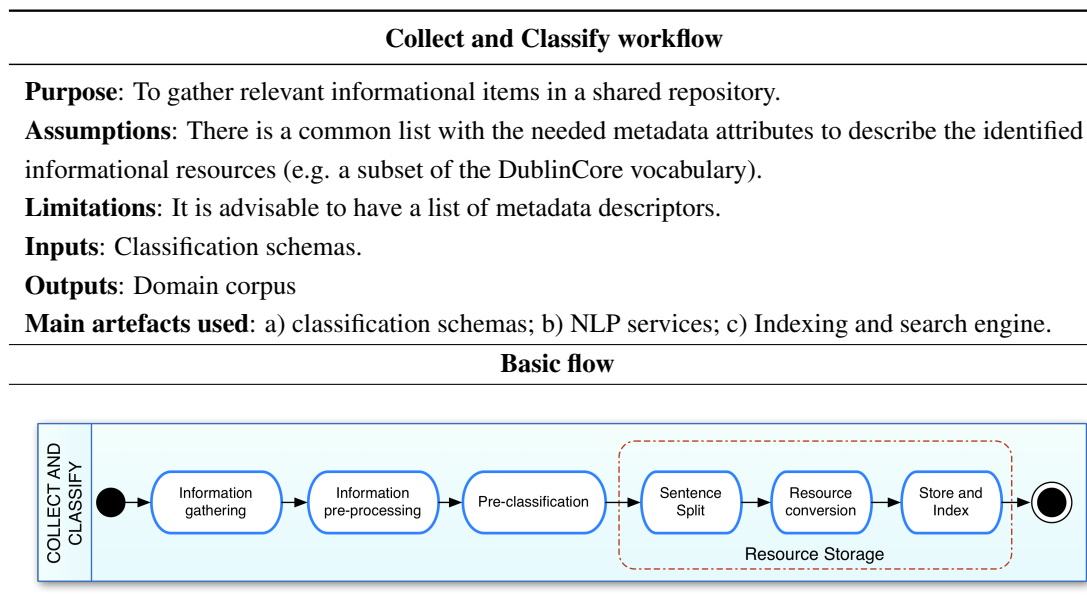 Collect and Classify workflow
Purpose: To gather relevant informational items in a shared repository.
Assumptions: There is a common list with the needed metadata attributes to describe the identified
informational resources (e.g. a subset of the DublinCore vocabulary).
Limitations: It is advisable to have a list of metadata descriptors.
Inputs: Classification schemas.
Outputs: Domain corpus
Main artefacts used: a) classification schemas; b) NLP services; c) Indexing and search engine.
Basic flow
COLLECT AND
CLASSIFY
Information
gathering
Information
pre-processing
Pre-classification
Sentence
Split
Resource
conversion
Store and
Index
Resource Storage